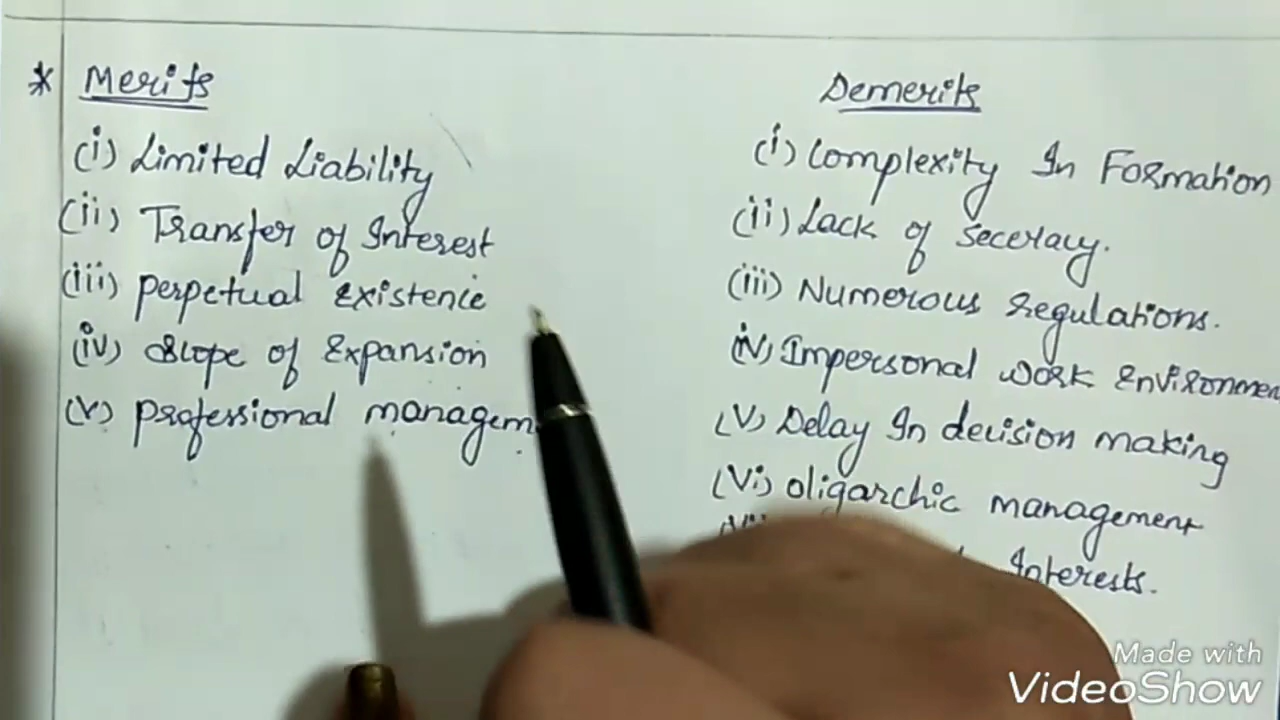 * Merits
(i) Limited Liability
(ii) Transfer of Interest
(iii) Perpetual Existence
(iv) Scope of Expansion
(v) Professional managem
Demerits
(i) Complexity In Formation
(ii) Lack of Seceracy.
(iii) Numerous Regulations.
(iv) Impersonal work Environmen
(v) Delay In decision making
(vi) oligarchic management
(vii Interests.
Made with
VideoShow